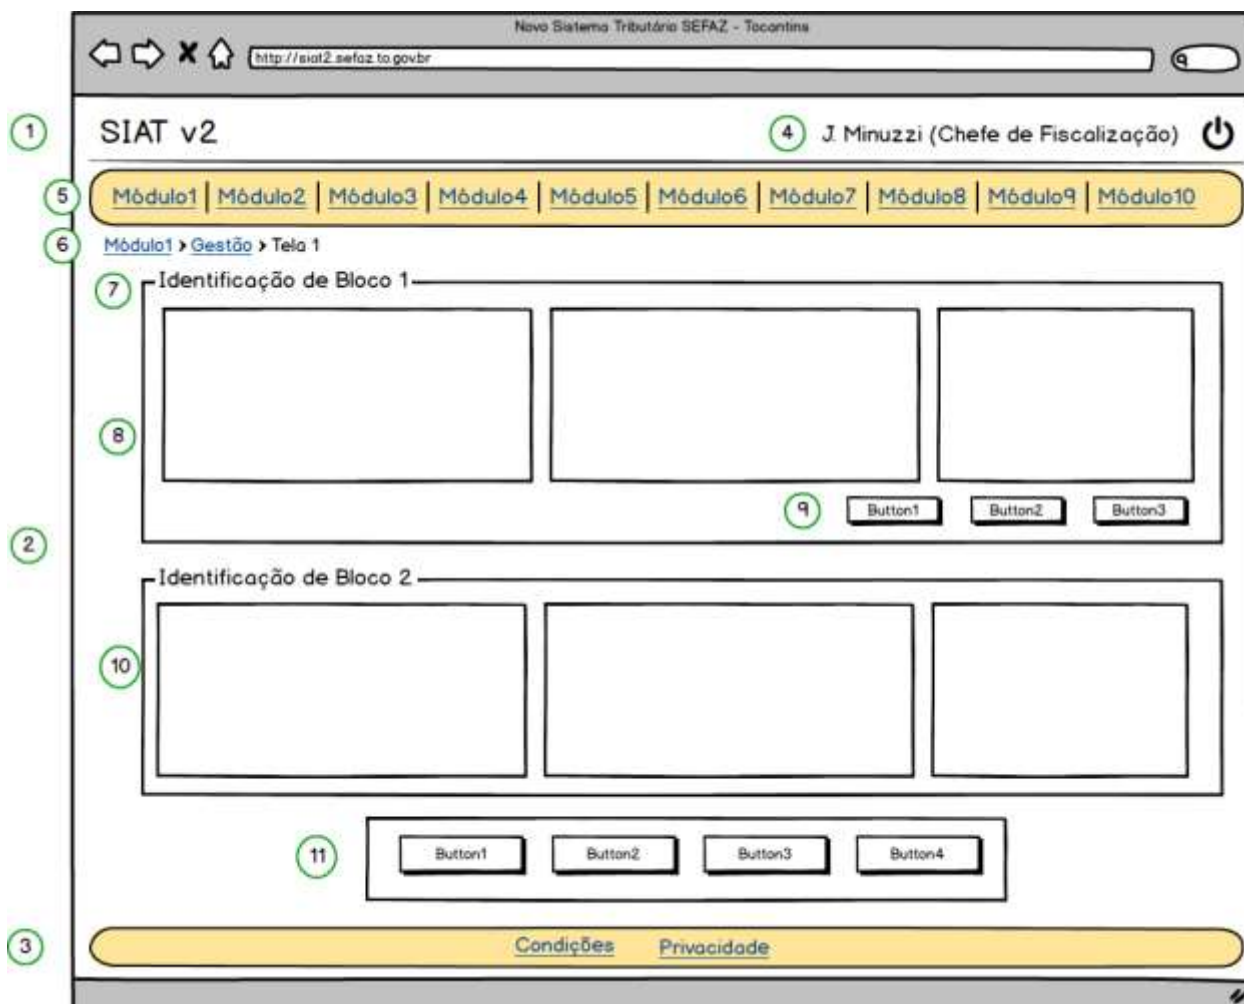 Novo Sistema Tributário SEFAZ - Tocantins
http://siat2.sefaz.to.gov.br
1 SIAT v2 4 J. Minuzzi (Chefe de Fiscalização)
5 Módulo1 | Módulo2 | Módulo3 | Módulo4 | Módulo5 | Módulo6 | Módulo7 | Módulo8 | Módulo9 | Módulo10
6 Módulo1 > Gestão > Tela 1
7 Identificação de Bloco 1
8
9 Button1 Button2 Button3
2
Identificação de Bloco 2
10
11 Button1 Button2 Button3 Button4
3 Condições Privacidade